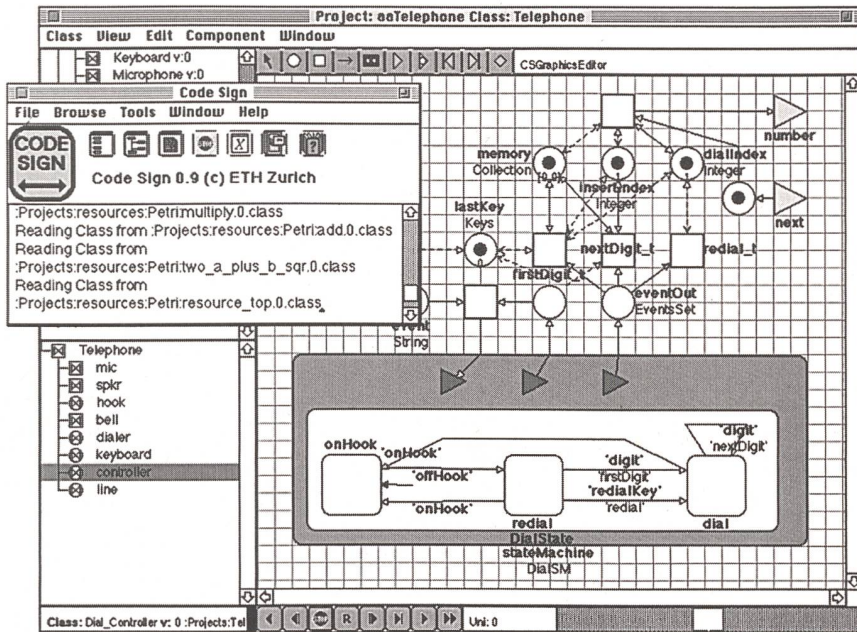 Project: aaTelephone Class: Telephone
Class View Edit Component Window
Keyboard v:0
Microphone v:0
CSGraphicsEditor
Code Sign
File Browse Tools Window Help
CODE
SIGN
Code Sign 0.9 (c) ETH Zurich
:Projects:resources:Petri:multiply.0.class
Reading Class from :Projects:resources:Petri:add.0.class
Reading Class from
:Projects:resources:Petri:two_a_plus_b_sqr.0.class
Reading Class from
:Projects:resources:Petri:resource_top.0.class
number
memory
Collection
[0,0]
insertIndex
Integer
dialIndex
Integer
next
lastKey
Keys
firstDigit_t
nextDigit_t
redial_t
event
String
eventOut
EventsSet
Telephone
mic
spkr
hook
bell
dialer
keyboard
controller
line
onHook
'onHook'
'offHook'
'onHook'
redial
'digit'
'firstDigit'
'redialKey'
'redial'
'digit'
'nextDigit'
dial
DialState
stateMachine
DialSM
Class: Dial_Controller v: 0 :Projects:Tel
R
Uni: 0